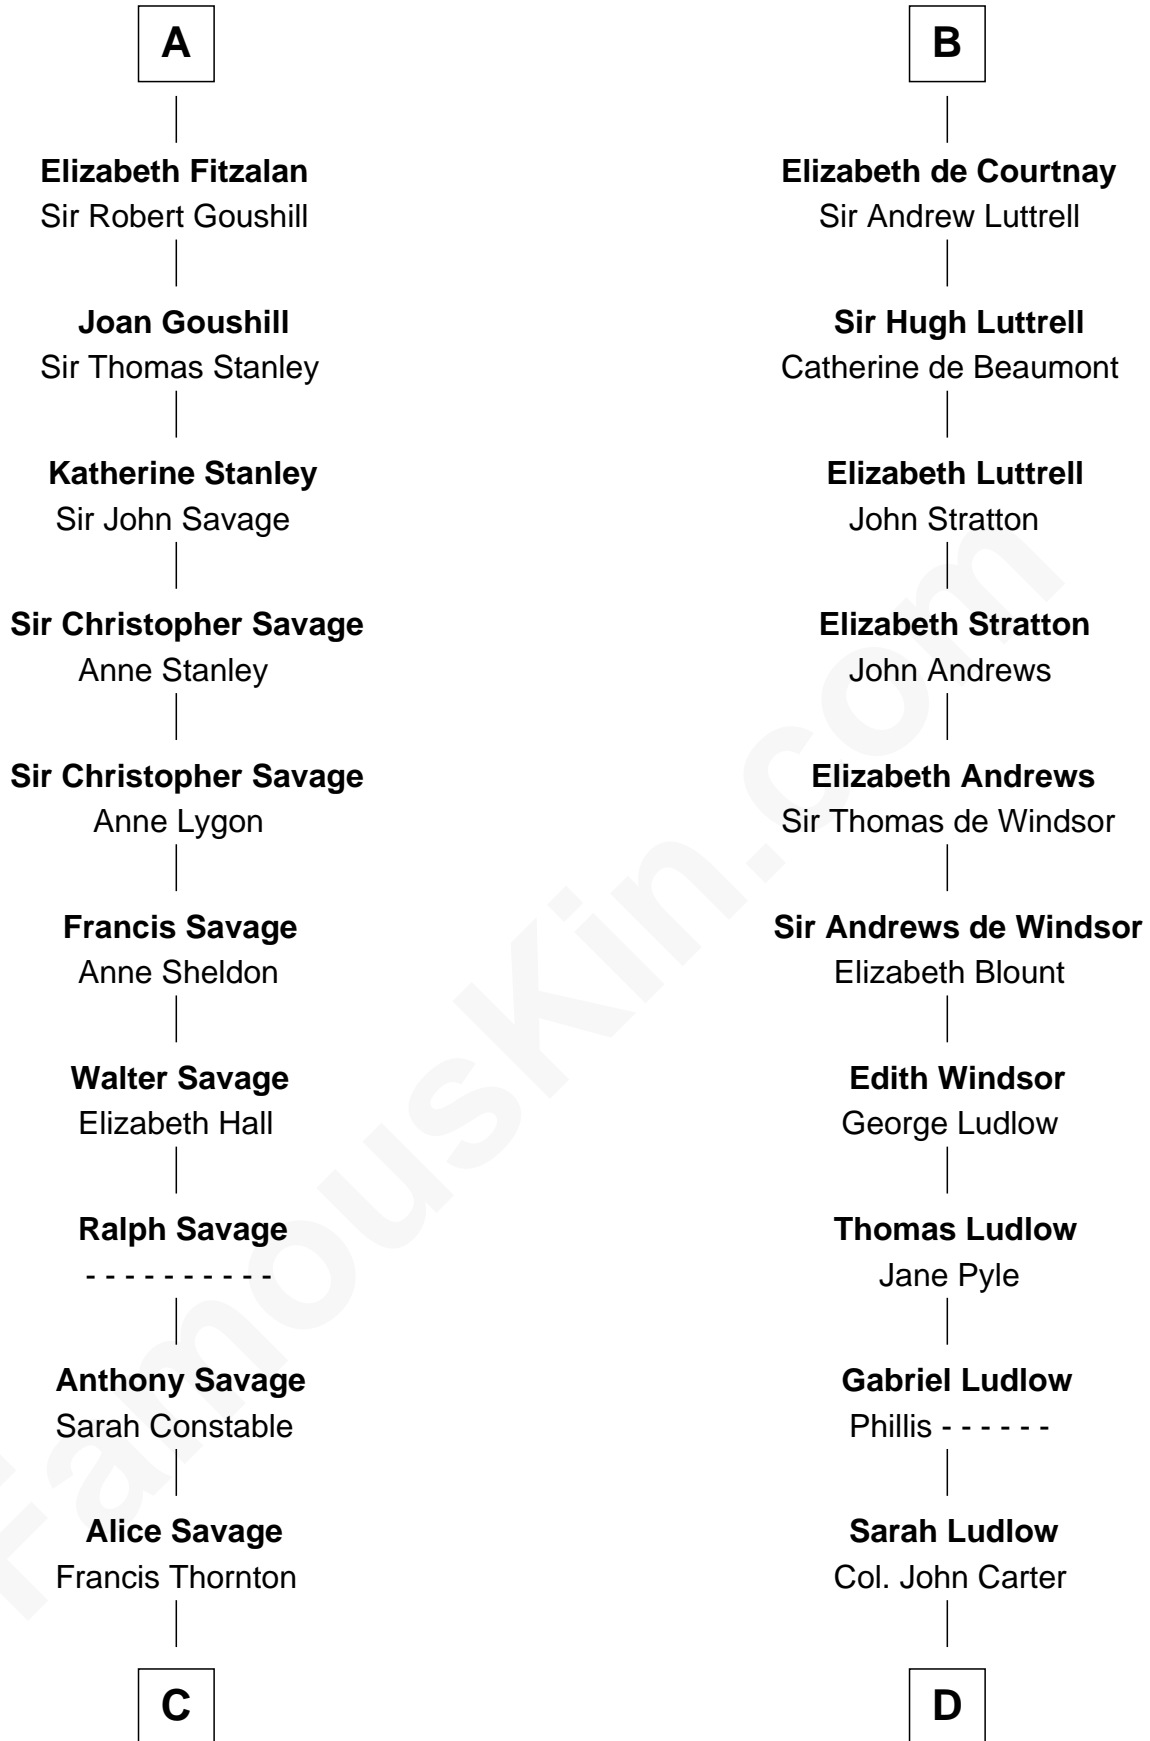 A
Elizabeth Fitzalan
Sir Robert Goushill
Joan Goushill
Sir Thomas Stanley
Katherine Stanley
Sir John Savage
Sir Christopher Savage
Anne Stanley
Sir Christopher Savage
Anne Lygon
Francis Savage
Anne Sheldon
Walter Savage
Elizabeth Hall
Ralph Savage
- - - - - - - - - -
Anthony Savage
Sarah Constable
Alice Savage
Francis Thornton
C
B
Elizabeth de Courtnay
Sir Andrew Luttrell
Sir Hugh Luttrell
Catherine de Beaumont
Elizabeth Luttrell
John Stratton
Elizabeth Stratton
John Andrews
Elizabeth Andrews
Sir Thomas de Windsor
Sir Andrews de Windsor
Elizabeth Blount
Edith Windsor
George Ludlow
Thomas Ludlow
Jane Pyle
Gabriel Ludlow
Phillis - - - - - -
Sarah Ludlow
Col. John Carter
D
FamousKin.com